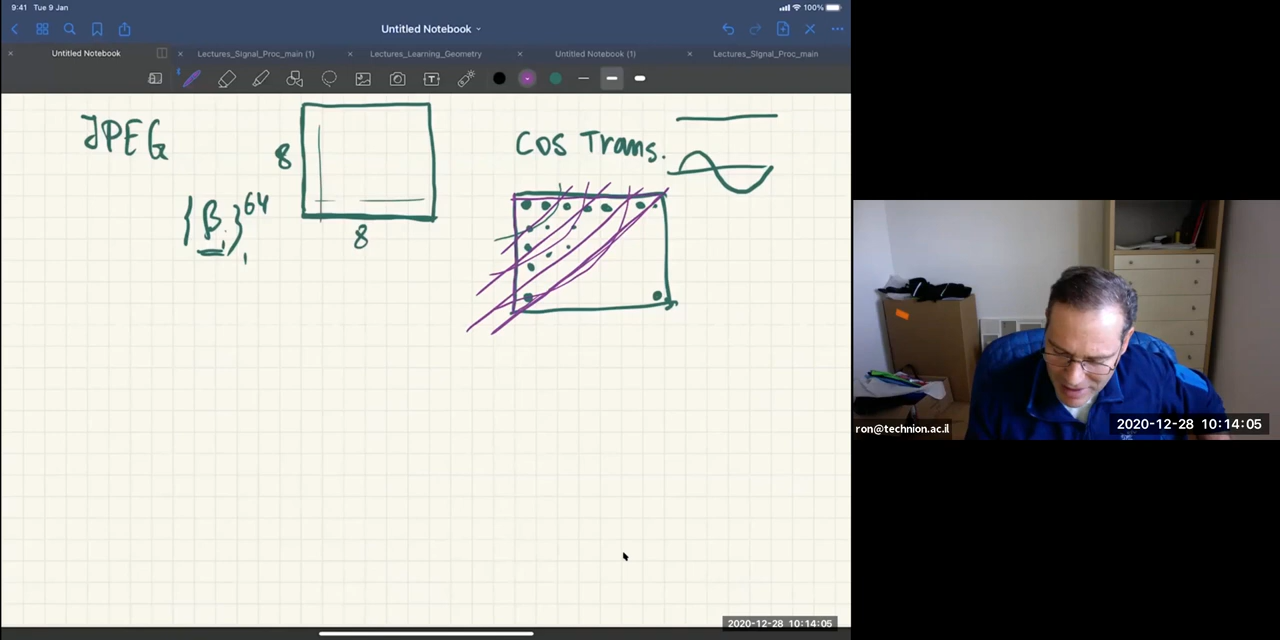 9:41 Tue 9 Jan
100%
Untitled Notebook
Untitled Notebook
Lectures_Signal_Proc_main (1)
Lectures_Learning_Geometry
Untitled Notebook (1)
Lectures_SIgnal_Proc_main
JPEG
8
8
{β_i}_1^64
Cos Trans.
ron@technion.ac.il
2020-12-28 10:14:05
2020-12-28 10:14:05